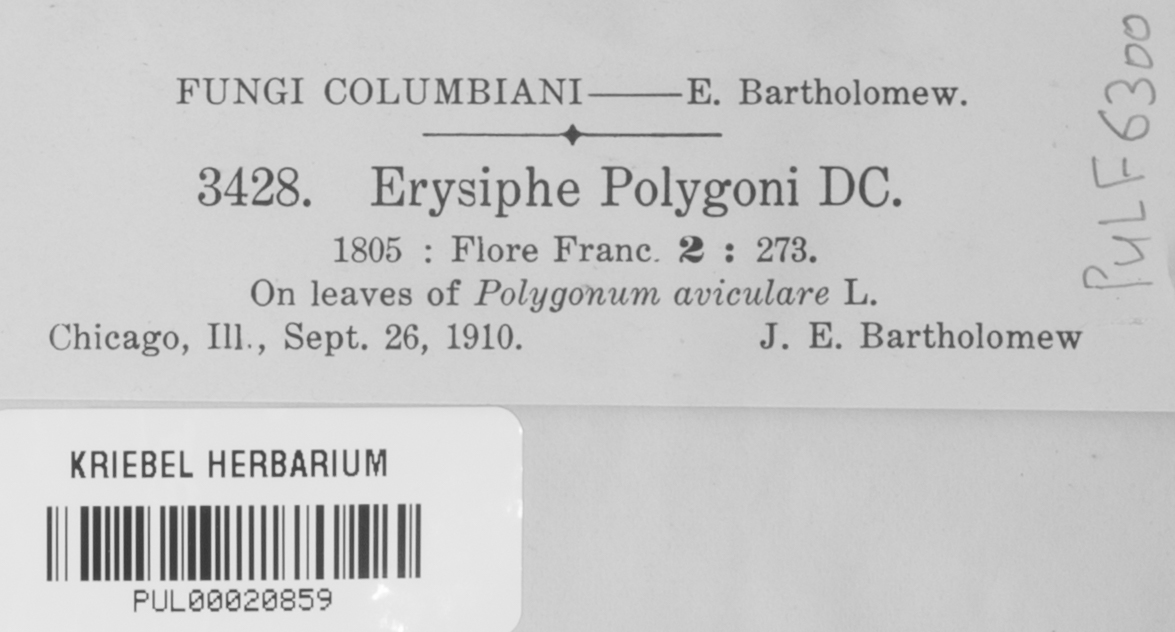 FUNGI COLUMBIANI——E. Bartholomew.
3428. Erysiphe Polygoni DC.
1805 : Flore Franc. 2 : 273.
On leaves of Polygonum aviculare L.
Chicago, Ill., Sept. 26, 1910. J. E. Bartholomew
PULF6300
KRIEBEL HERBARIUM
PUL00020859